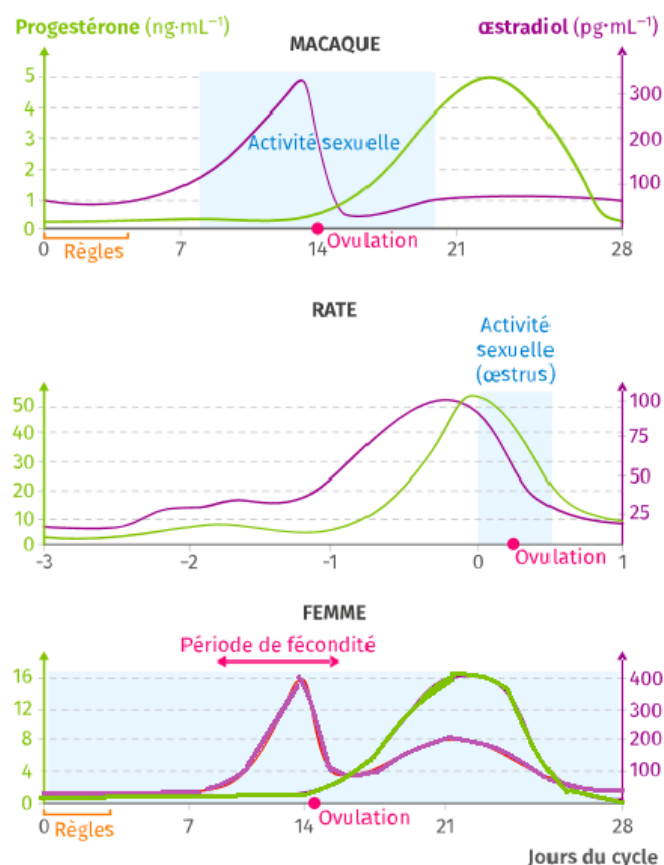 Progestérone (ng·mL⁻¹) Œstradiol (pg·mL⁻¹)
MACAQUE
5
4
3
2
1
0
300
200
100
Activité sexuelle
Ovulation
0 7 14 21 28
Règles
RATE
Activité
sexuelle
(œstrus)
50
40
30
20
10
0
100
75
50
25
Ovulation
-3 -2 -1 0 1
FEMME
Période de fécondité
16
12
8
4
0
400
300
200
100
0 7 14 21 28
Règles
Ovulation
Jours du cycle